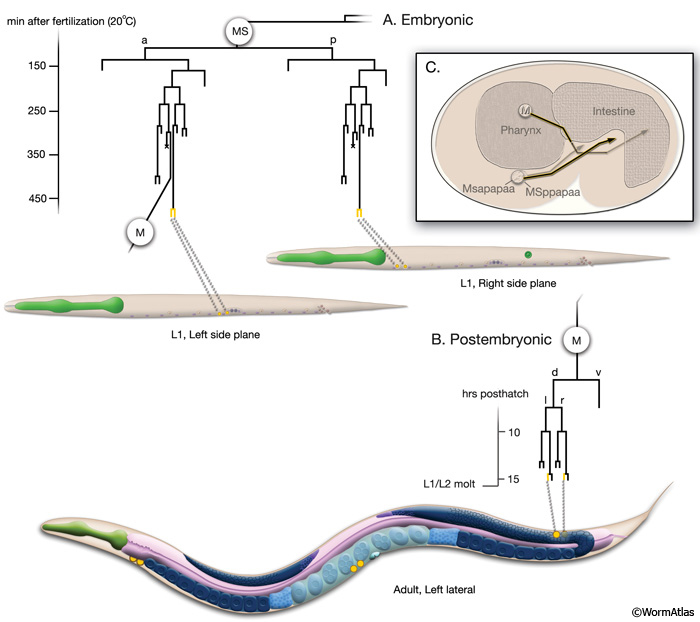 min after fertilization (20°C)
MS
A. Embryonic
a
p
150
250
350
450
M
C.
M
Intestine
Pharynx
Msapapaa
MSppapaa
L1, Right side plane
L1, Left side plane
B. Postembryonic
M
d
v
hrs posthatch
l
r
10
15
L1/L2 molt
Adult, Left lateral
©WormAtlas